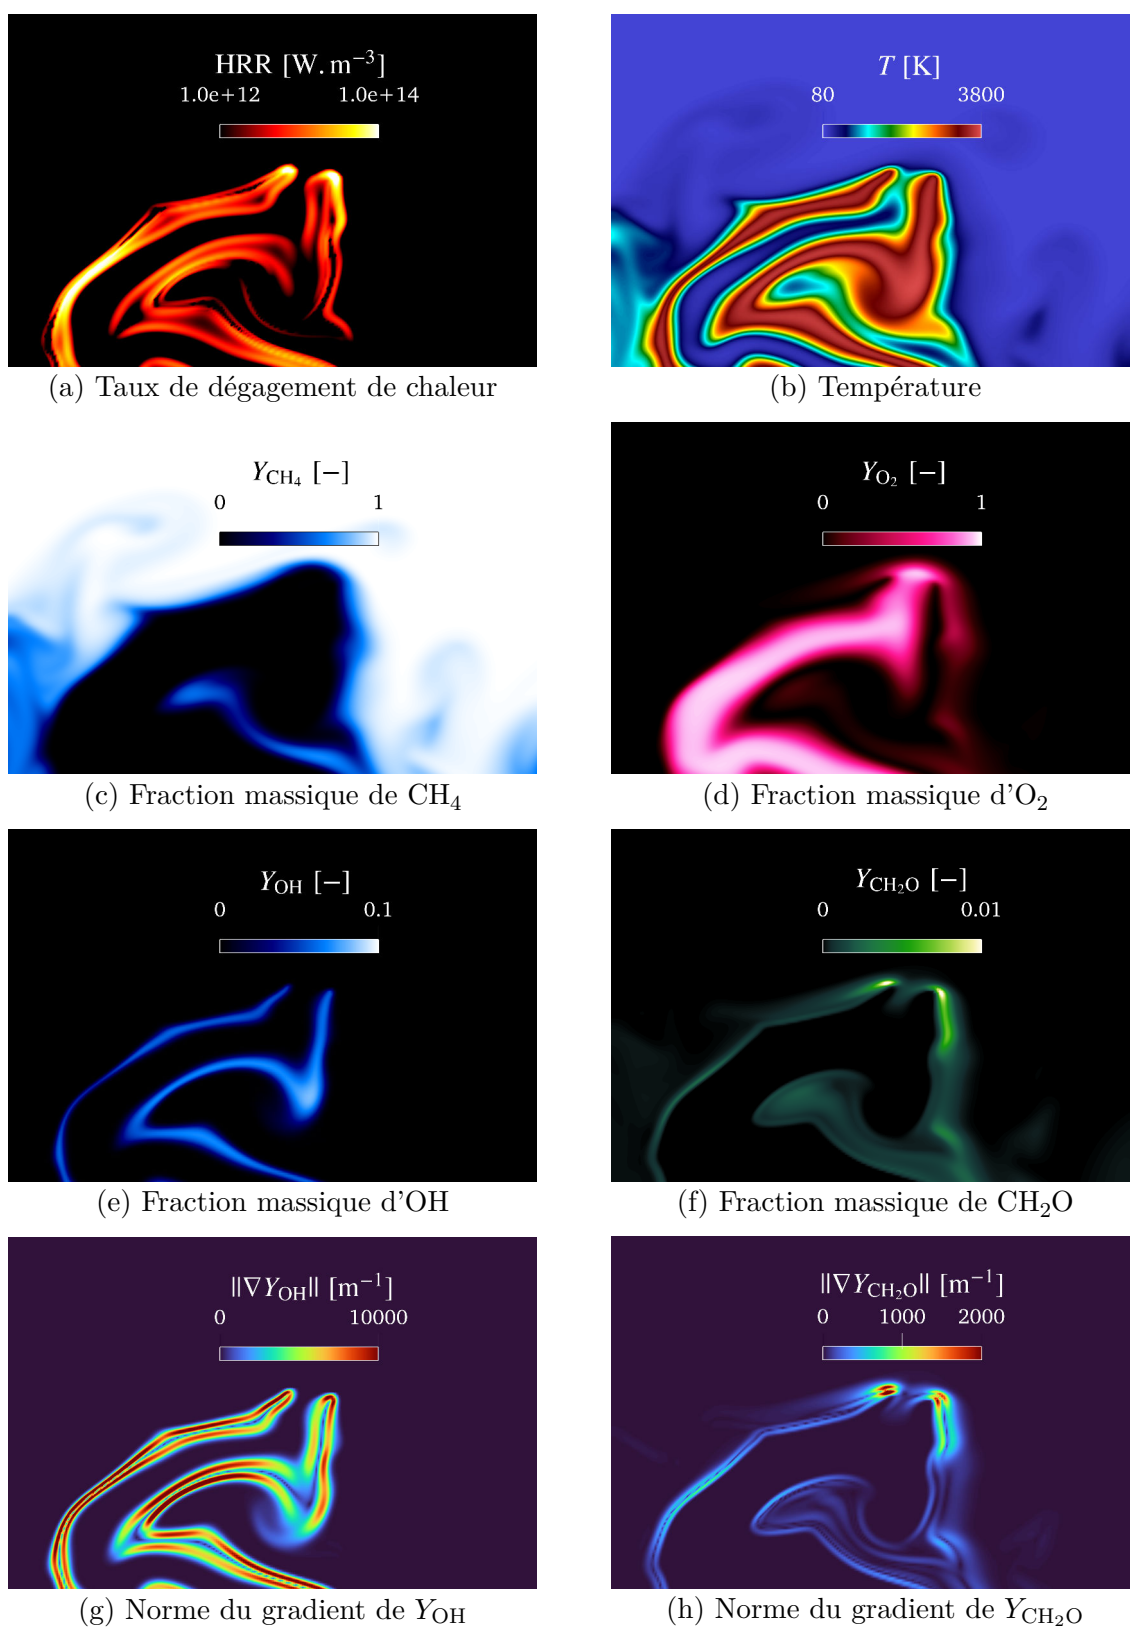 HRR [W.m⁻³]
1.0e+12 1.0e+14
(a) Taux de dégagement de chaleur
T [K]
80 3800
(b) Température
Y_CH₄ [−]
0 1
(c) Fraction massique de CH₄
Y_O₂ [−]
0 1
(d) Fraction massique d'O₂
Y_OH [−]
0 0.1
(e) Fraction massique d'OH
Y_CH₂O [−]
0 0.01
(f) Fraction massique de CH₂O
||∇Y_OH|| [m⁻¹]
0 10000
(g) Norme du gradient de Y_OH
||∇Y_CH₂O|| [m⁻¹]
0 1000 2000
(h) Norme du gradient de Y_CH₂O